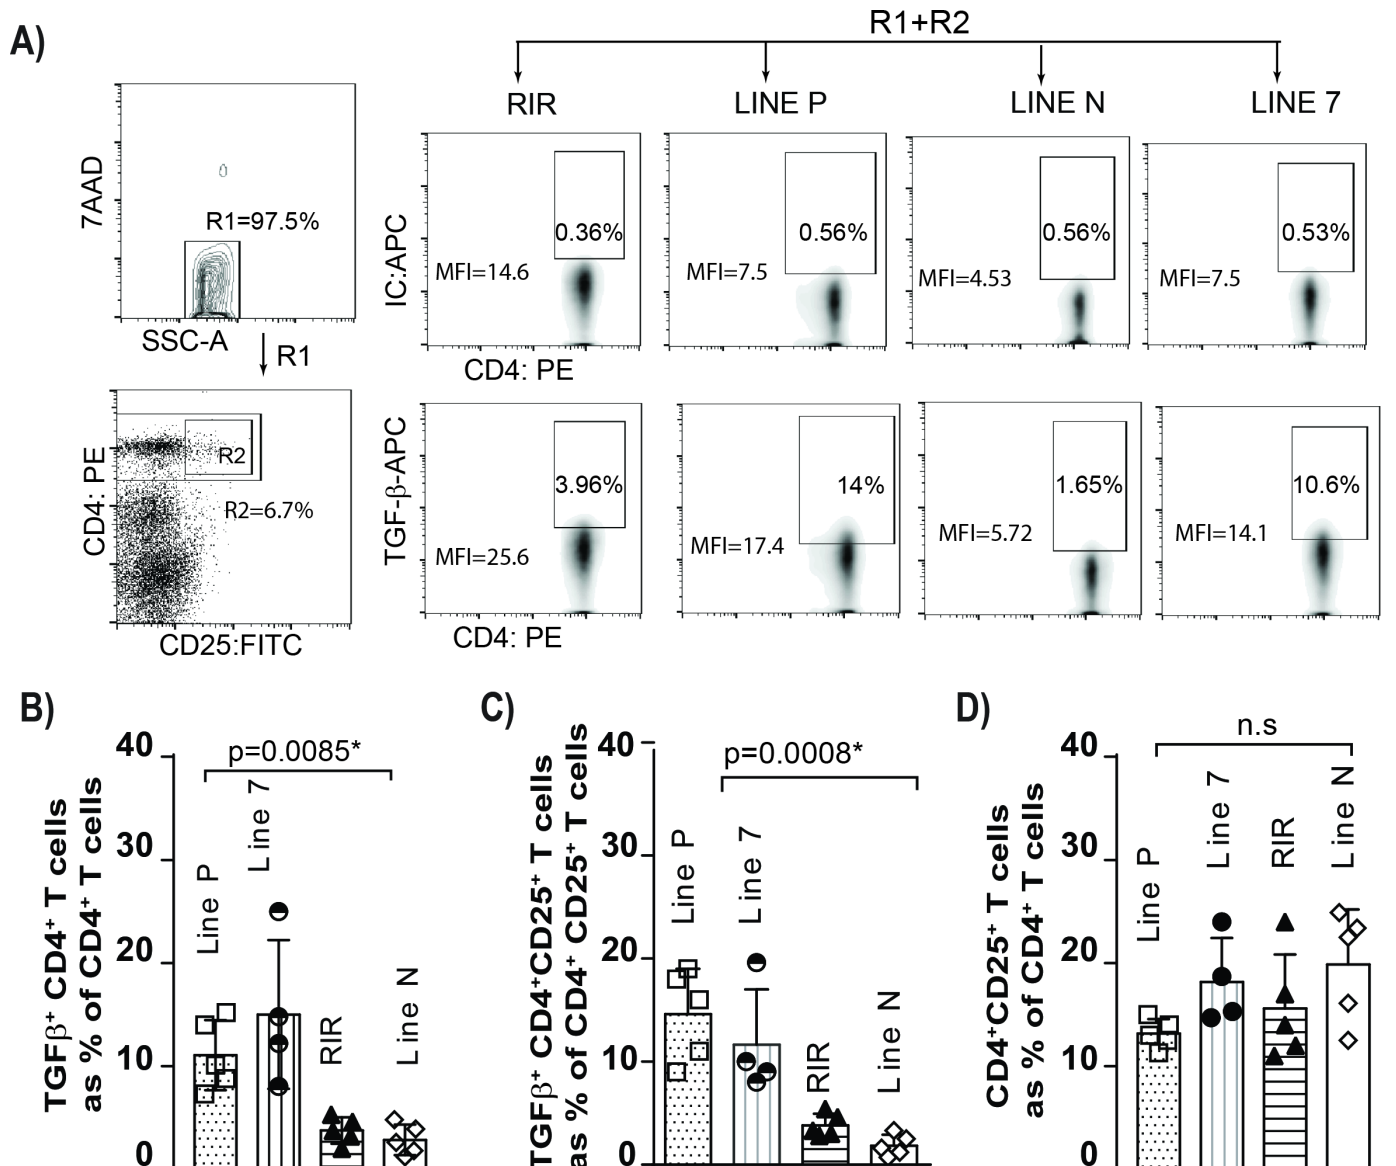 A)
R1+R2
RIR
LINE P
LINE N
LINE 7
7AAD
R1=97.5%
SSC-A
R1
CD4: PE
R2
R2=6.7%
CD25:FITC
IC:APC
0.36%
MFI=14.6
0.56%
MFI=7.5
0.56%
MFI=4.53
0.53%
MFI=7.5
CD4: PE
TGF-β-APC
3.96%
MFI=25.6
14%
MFI=17.4
1.65%
MFI=5.72
10.6%
MFI=14.1
CD4: PE
B)
TGFβ⁺ CD4⁺ T cells
as % of CD4⁺ T cells
40
30
20
10
0
p=0.0085*
Line P
Line 7
RIR
Line N
C)
TGFβ⁺ CD4⁺CD25⁺ T cells
as % of CD4⁺ CD25⁺ T cells
40
30
20
10
0
p=0.0008*
Line P
Line 7
RIR
Line N
D)
CD4⁺CD25⁺ T cells
as % of CD4⁺ T cells
40
30
20
10
0
n.s
Line P
Line 7
RIR
Line N